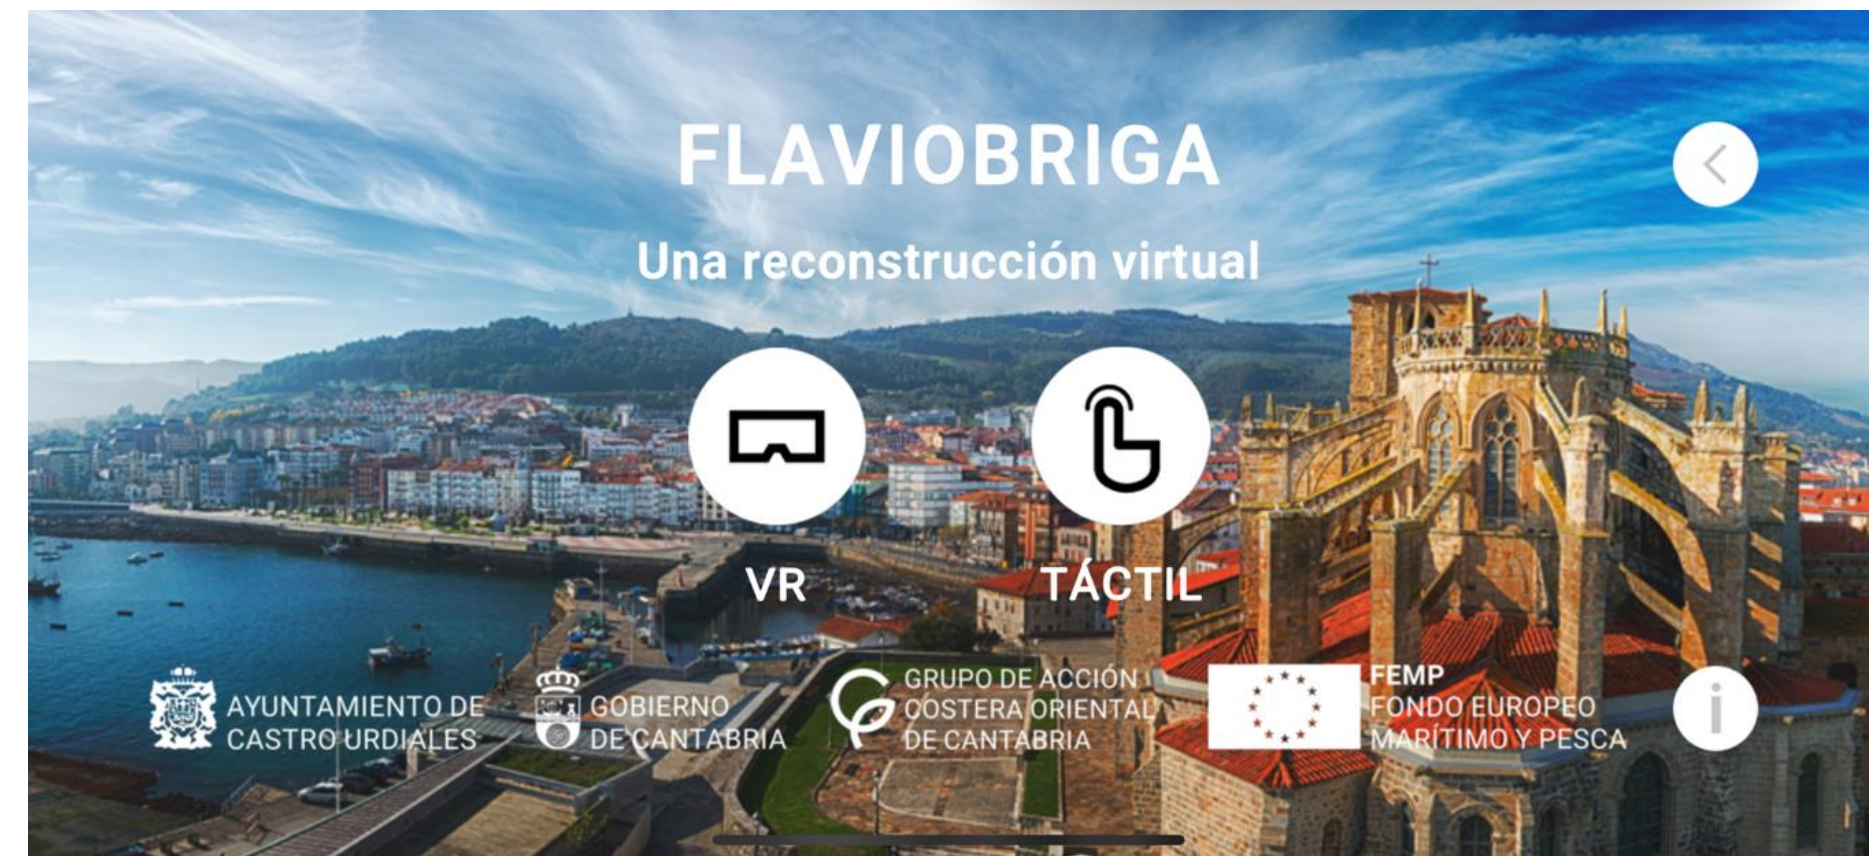 FLAVIOBRIGA
Una reconstrucción virtual
VR
TÁCTIL
AYUNTAMIENTO DE
CASTRO URDIALES
GOBIERNO
DE CANTABRIA
GRUPO DE ACCIÓN
COSTERA ORIENTAL
DE CANTABRIA
FEMP
FONDO EUROPEO
MARÍTIMO Y PESCA
i